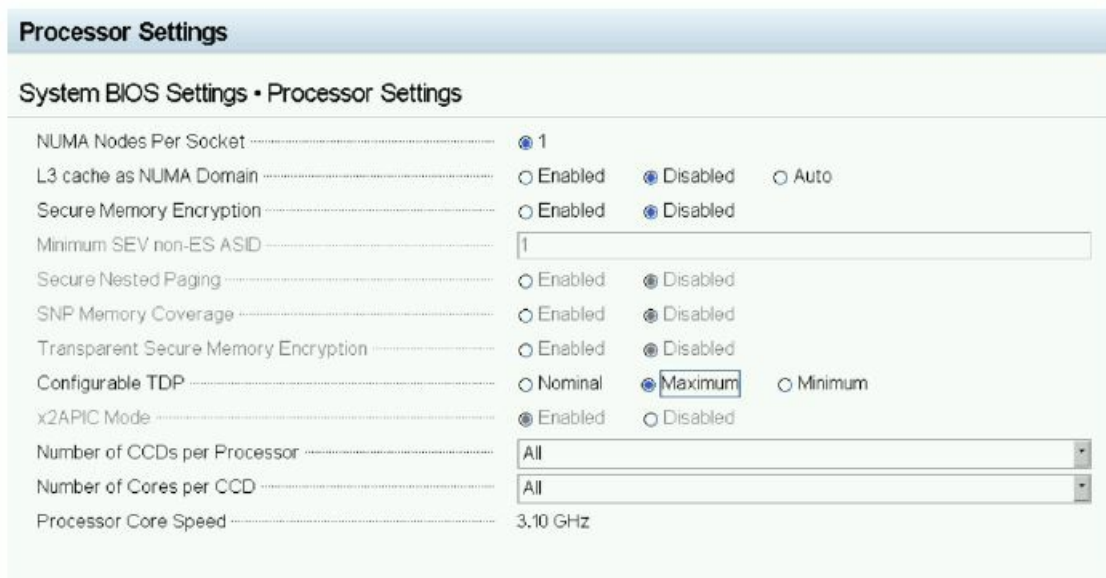 Processor Settings
System BIOS Settings • Processor Settings
NUMA Nodes Per Socket 1
L3 cache as NUMA Domain Enabled Disabled Auto
Secure Memory Encryption Enabled Disabled
Minimum SEV non-ES ASID 1
Secure Nested Paging Enabled Disabled
SNP Memory Coverage Enabled Disabled
Transparent Secure Memory Encryption Enabled Disabled
Configurable TDP Nominal Maximum Minimum
x2APIC Mode Enabled Disabled
Number of CCDs per Processor All
Number of Cores per CCD All
Processor Core Speed 3.10 GHz